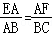 EA/AB = AF/BC